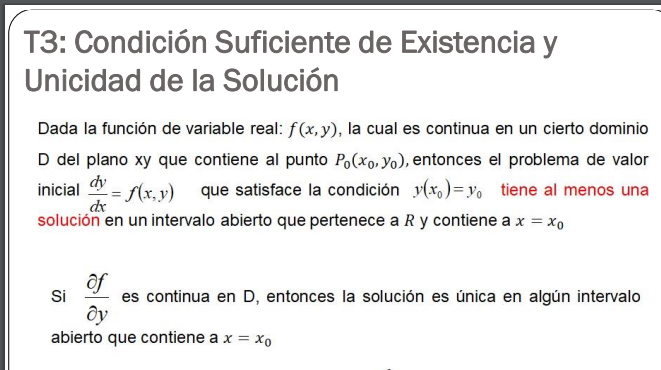 T3: Condición Suficiente de Existencia y
Unicidad de la Solución
Dada la función de variable real: f(x, y), la cual es continua en un cierto dominio
D del plano xy que contiene al punto P₀(x₀, y₀), entonces el problema de valor
inicial dy/dx = f(x, y) que satisface la condición y(x₀) = y₀ tiene al menos una
solución en un intervalo abierto que pertenece a R y contiene a x = x₀
Si ∂f/∂y es continua en D, entonces la solución es única en algún intervalo
abierto que contiene a x = x₀